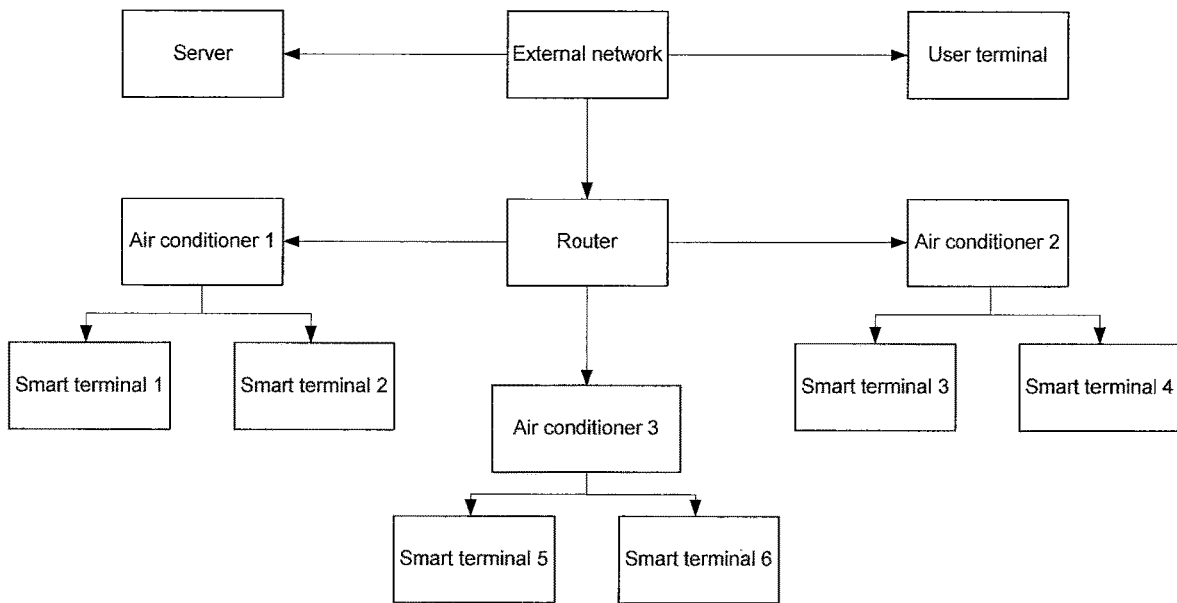 Server
External network
User terminal
Air conditioner 1
Router
Air conditioner 2
Smart terminal 1
Smart terminal 2
Smart terminal 3
Smart terminal 4
Air conditioner 3
Smart terminal 5
Smart terminal 6